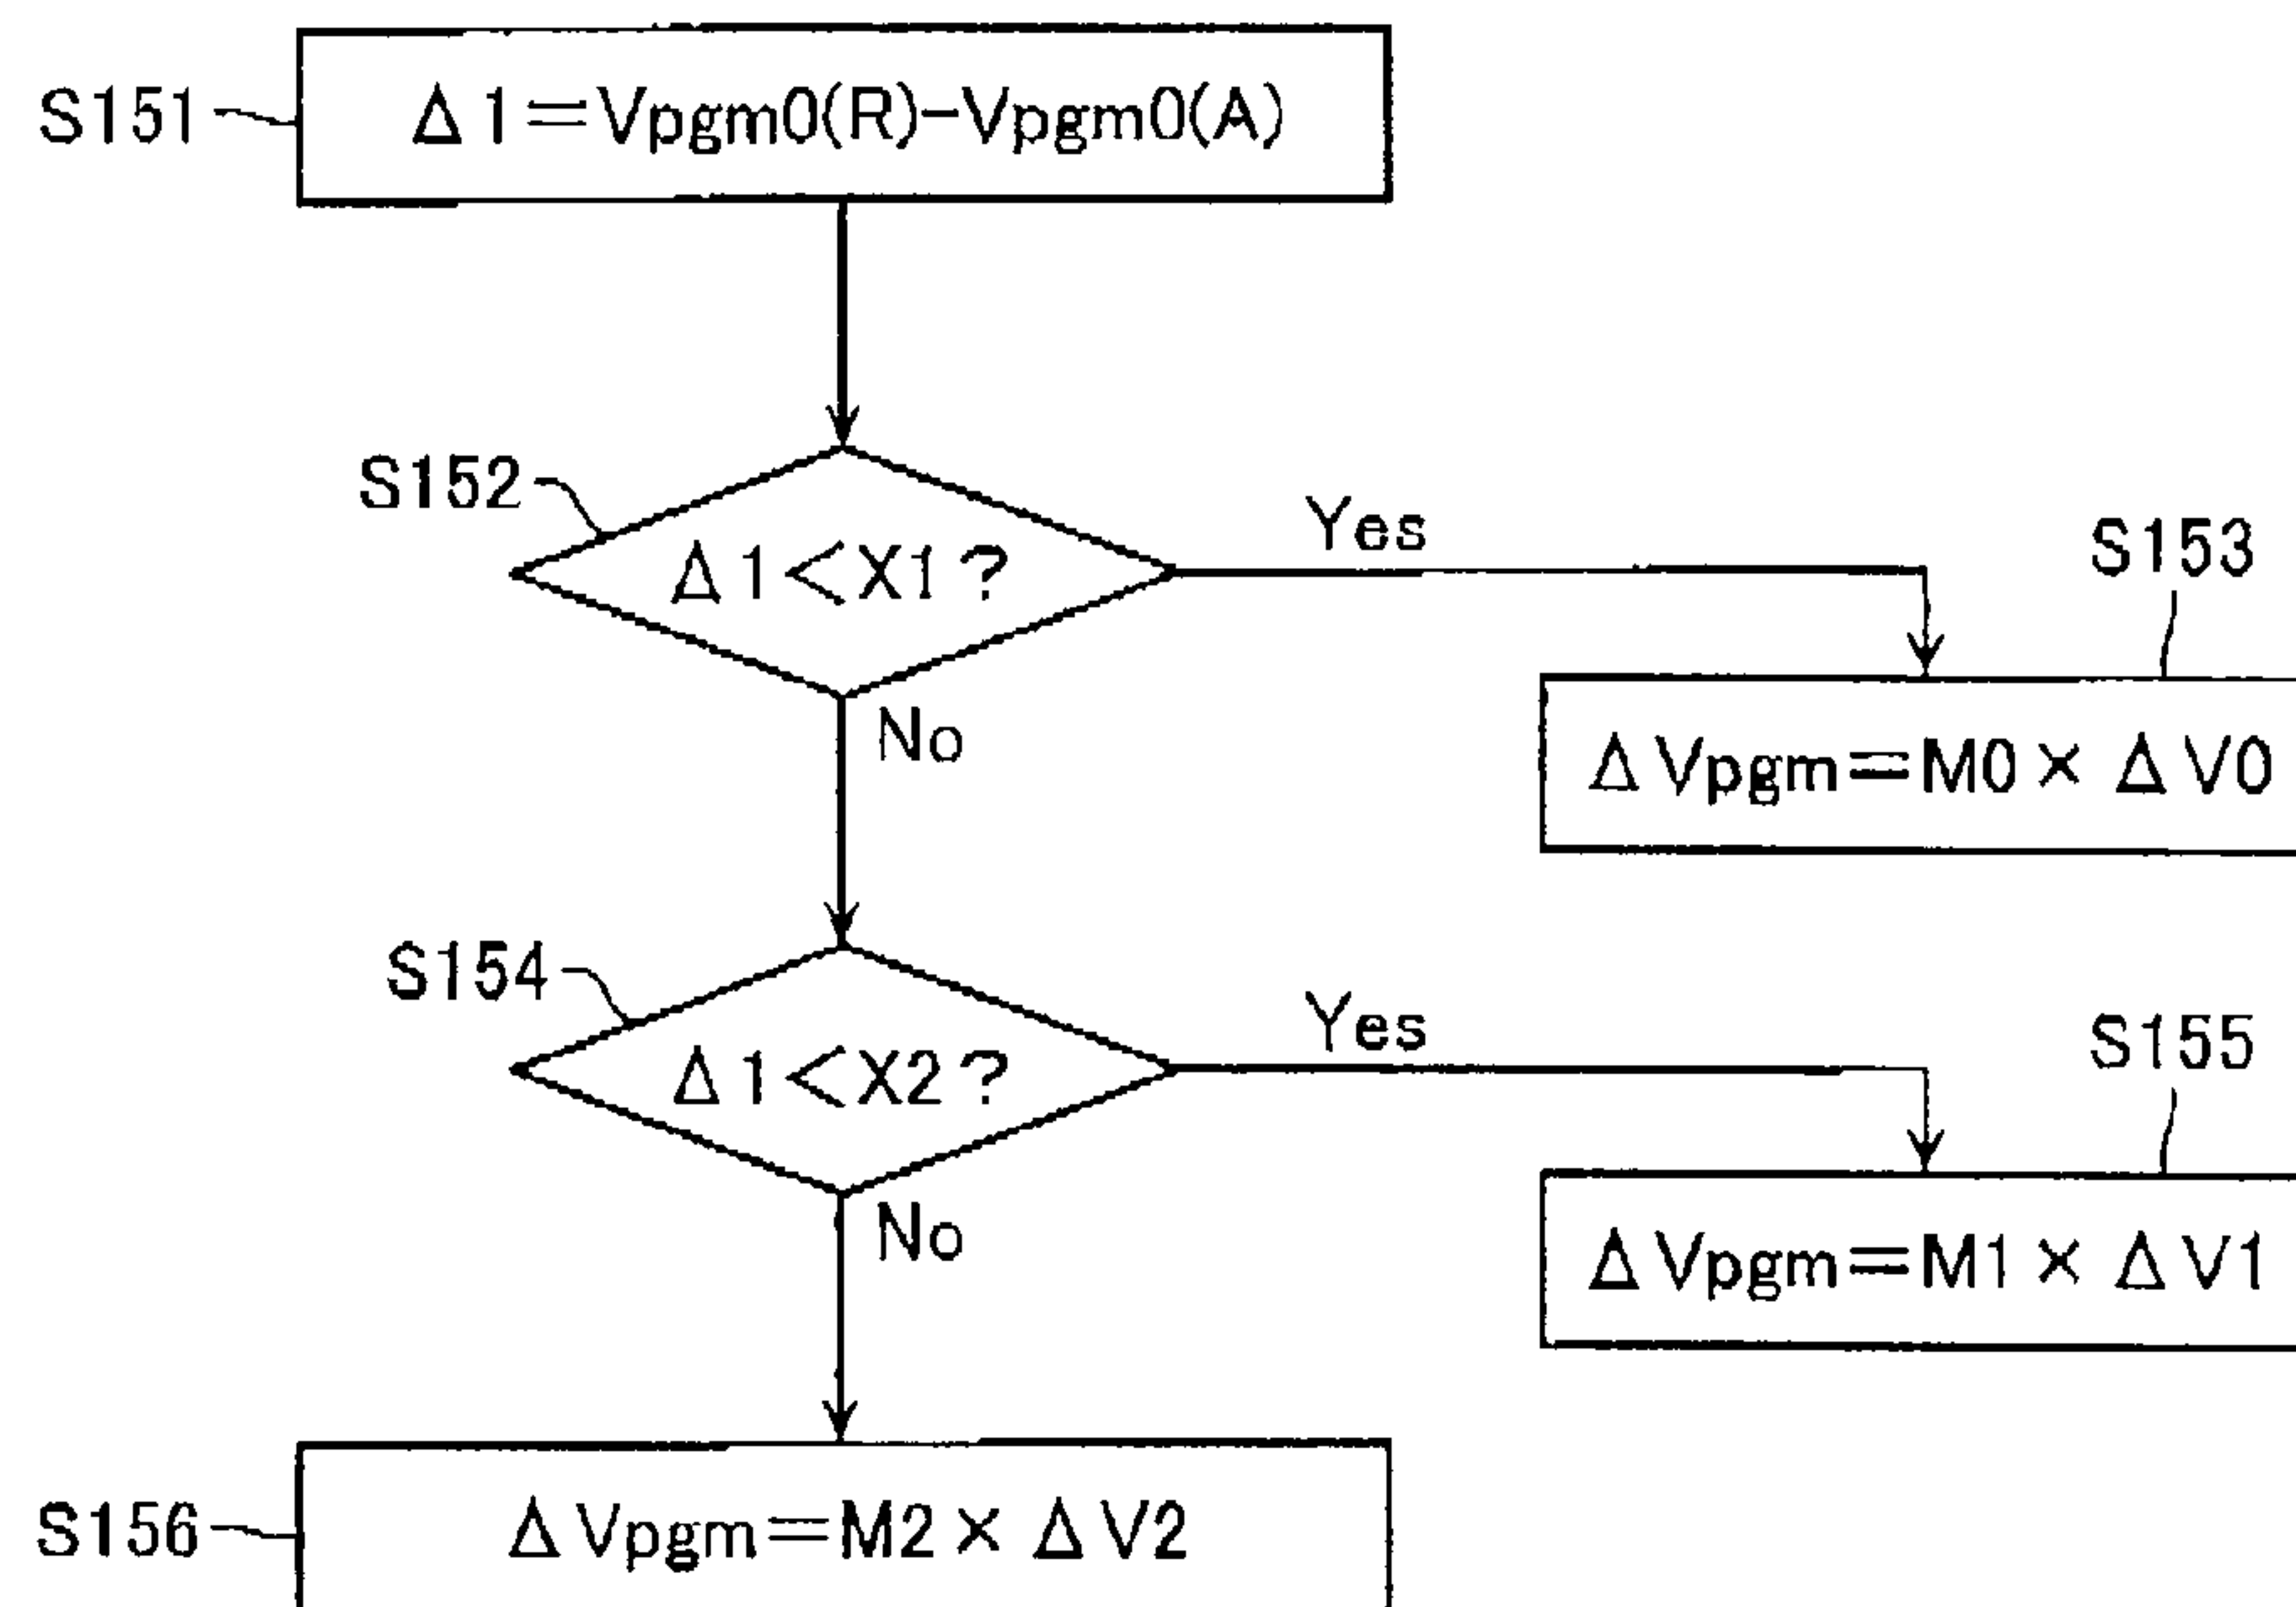 S151
Δ1=Vpgm0(R)-Vpgm0(A)
S152
Δ1<X1?
Yes
S153
No
ΔVpgm=M0×ΔV0
S154
Δ1<X2?
Yes
S155
No
ΔVpgm=M1×ΔV1
S156
ΔVpgm=M2×ΔV2